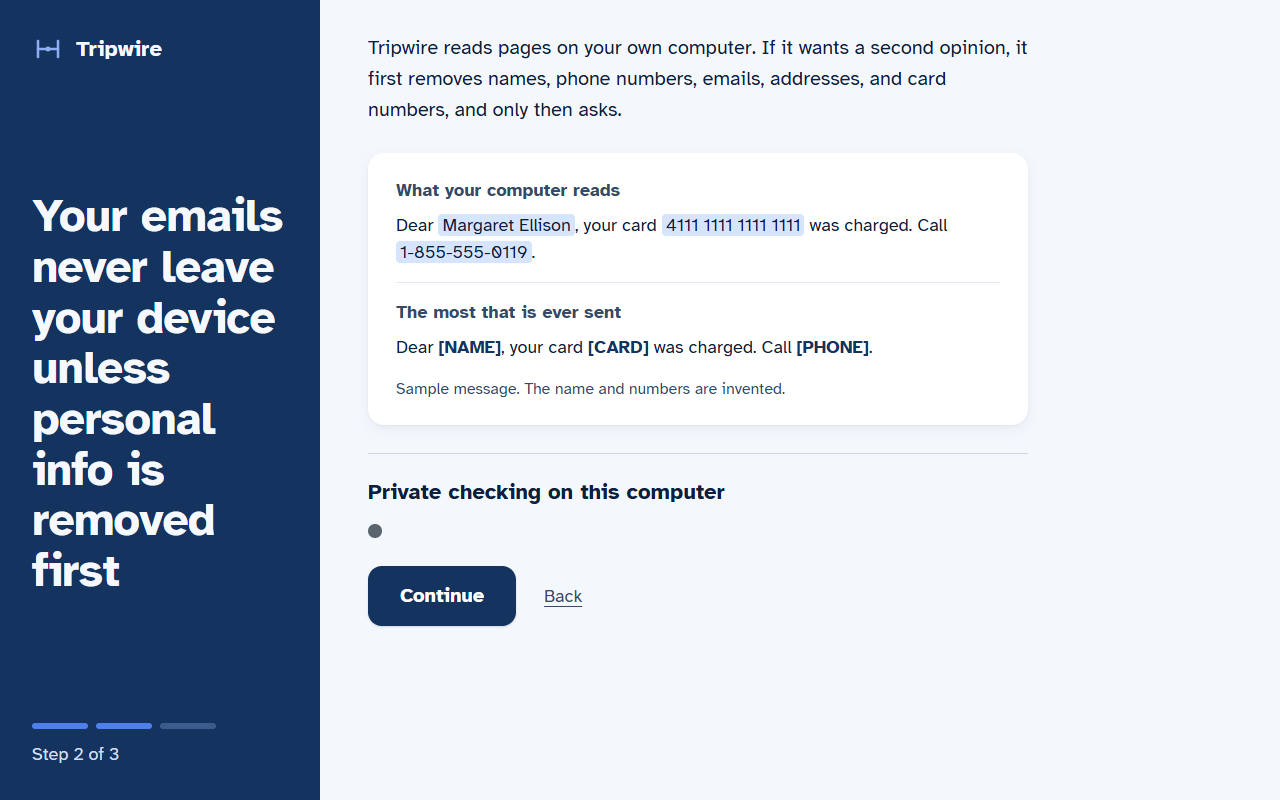 Tripwire
Your emails
never leave
your device
unless
personal
info is
removed
first
Step 2 of 3
Tripwire reads pages on your own computer. If it wants a second opinion, it
first removes names, phone numbers, emails, addresses, and card
numbers, and only then asks.
What your computer reads
Dear Margaret Ellison, your card 4111 1111 1111 1111 was charged. Call
1-855-555-0119.
The most that is ever sent
Dear [NAME], your card [CARD] was charged. Call [PHONE].
Sample message. The name and numbers are invented.
Private checking on this computer
Continue
Back